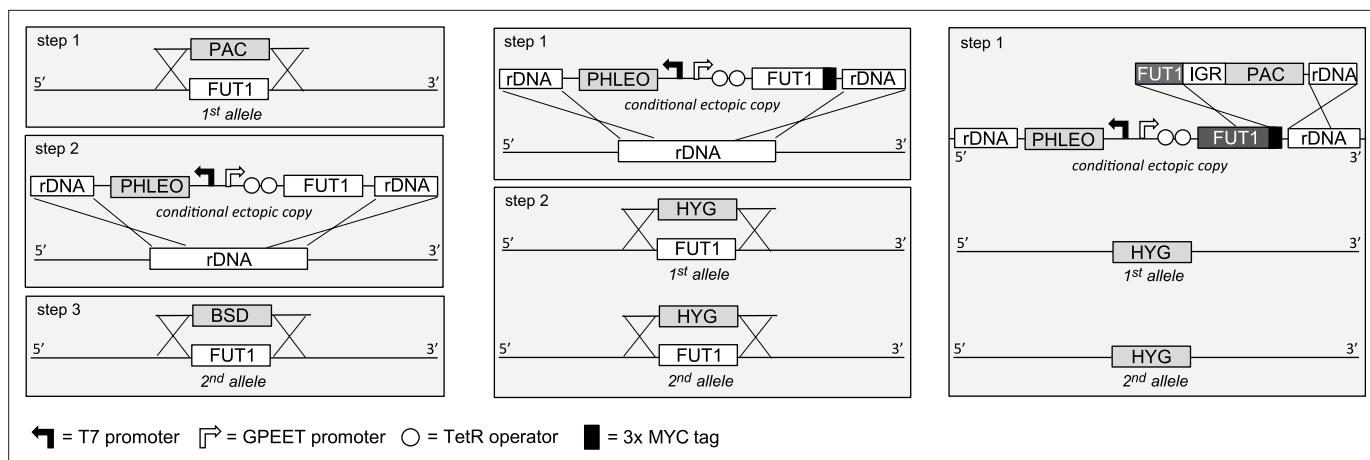 step 1
PAC
5' 3'
FUT1
1st allele
step 2
rDNA PHLEO FUT1 rDNA
conditional ectopic copy
5' 3'
rDNA
step 3
BSD
5' 3'
FUT1
2nd allele
step 1
rDNA PHLEO FUT1 rDNA
conditional ectopic copy
5' 3'
rDNA
step 2
HYG
5' 3'
FUT1
1st allele
HYG
5' 3'
FUT1
2nd allele
step 1
FUT1 IGR PAC rDNA
rDNA PHLEO FUT1 rDNA
5' 3'
conditional ectopic copy
5' 3'
HYG
1st allele
5' 3'
HYG
2nd allele
= T7 promoter = GPEET promoter = TetR operator = 3x MYC tag